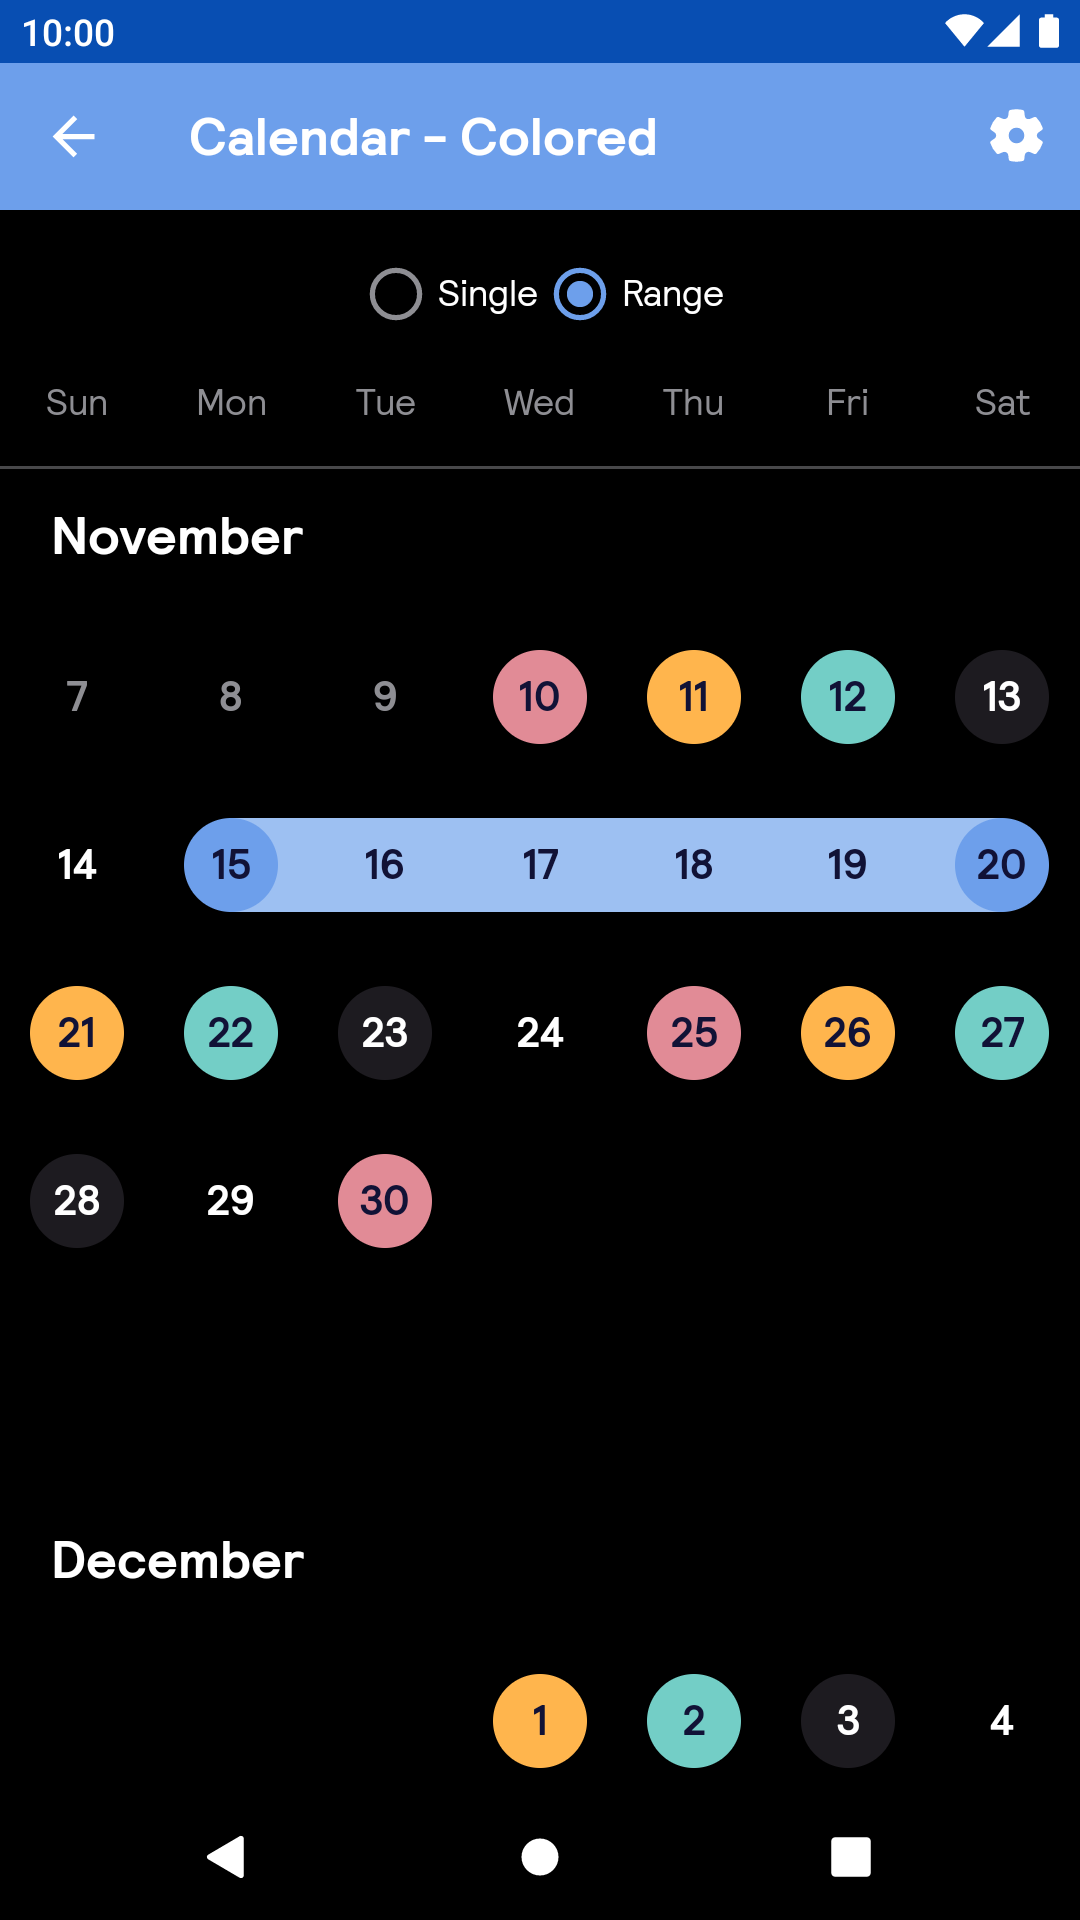 10:00
Calendar - Colored
Single Range
Sun Mon Tue Wed Thu Fri Sat
November
7 8 9 10 11 12 13
14 15 16 17 18 19 20
21 22 23 24 25 26 27
28 29 30
December
1 2 3 4